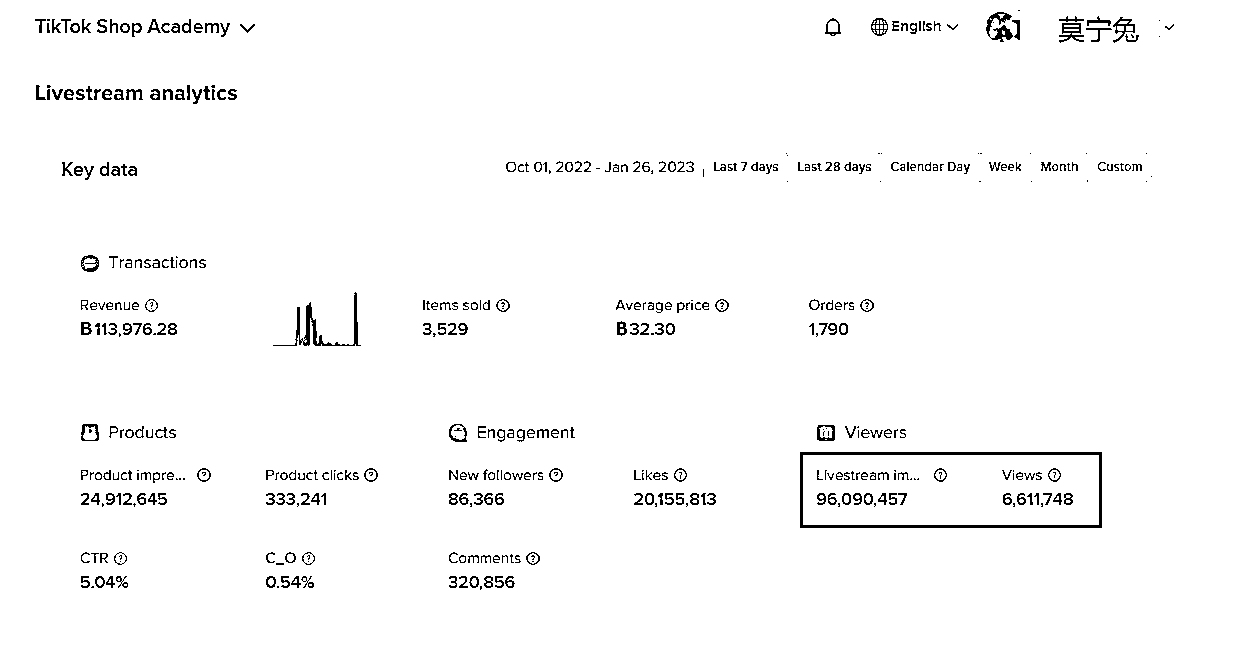 TikTok Shop Academy English 莫宁兔
Livestream analytics
Key data Oct 01, 2022 - Jan 26, 2023 Last 7 days Last 28 days Calendar Day Week Month Custom
Transactions
Revenue Items sold Average price Orders
฿113,976.28 3,529 ฿32.30 1,790
Products Engagement Viewers
Product impre... Product clicks New followers Likes Livestream im... Views
24,912,645 333,241 86,366 20,155,813 96,090,457 6,611,748
CTR C_O Comments
5.04% 0.54% 320,856